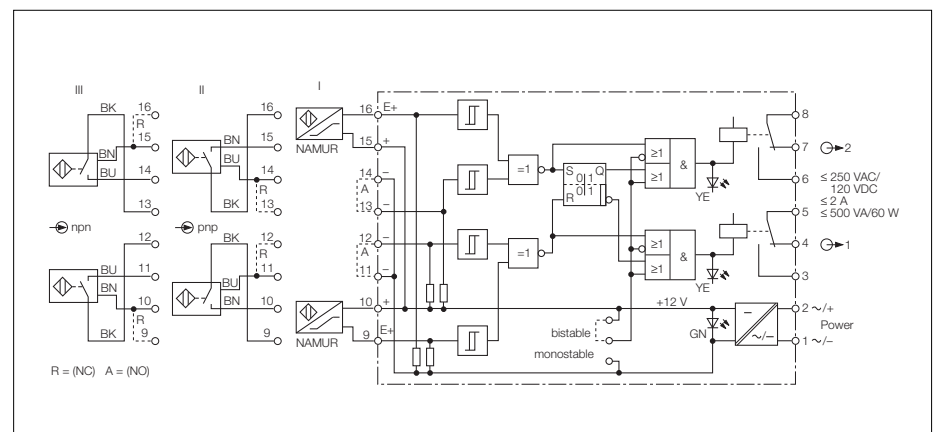 III II I
BK
16
R
15
BN
BU
14
13
npn
12
BU
11
BN
10
R
BK
9
16
BN
15
BU
14
R
BK
13
pnp
BK
12
R
11
BU
BN
10
9
NAMUR
NAMUR
16 E+
15 +
14 –
A
13 –
12 –
A
11 –
10 +
9 E+
=1
=1
S 0 1 Q
R 0 1
≥1
&
≥1
YE
≥1
&
≥1
YE
+12 V
bistable
monostable
GN
–
~/–
8
7
2
6
≤ 250 VAC/
120 VDC
≤ 2 A
≤ 500 VA/60 W
5
4
1
3
2 ~/+
Power
1 ~/–
R = (NC) A = (NO)